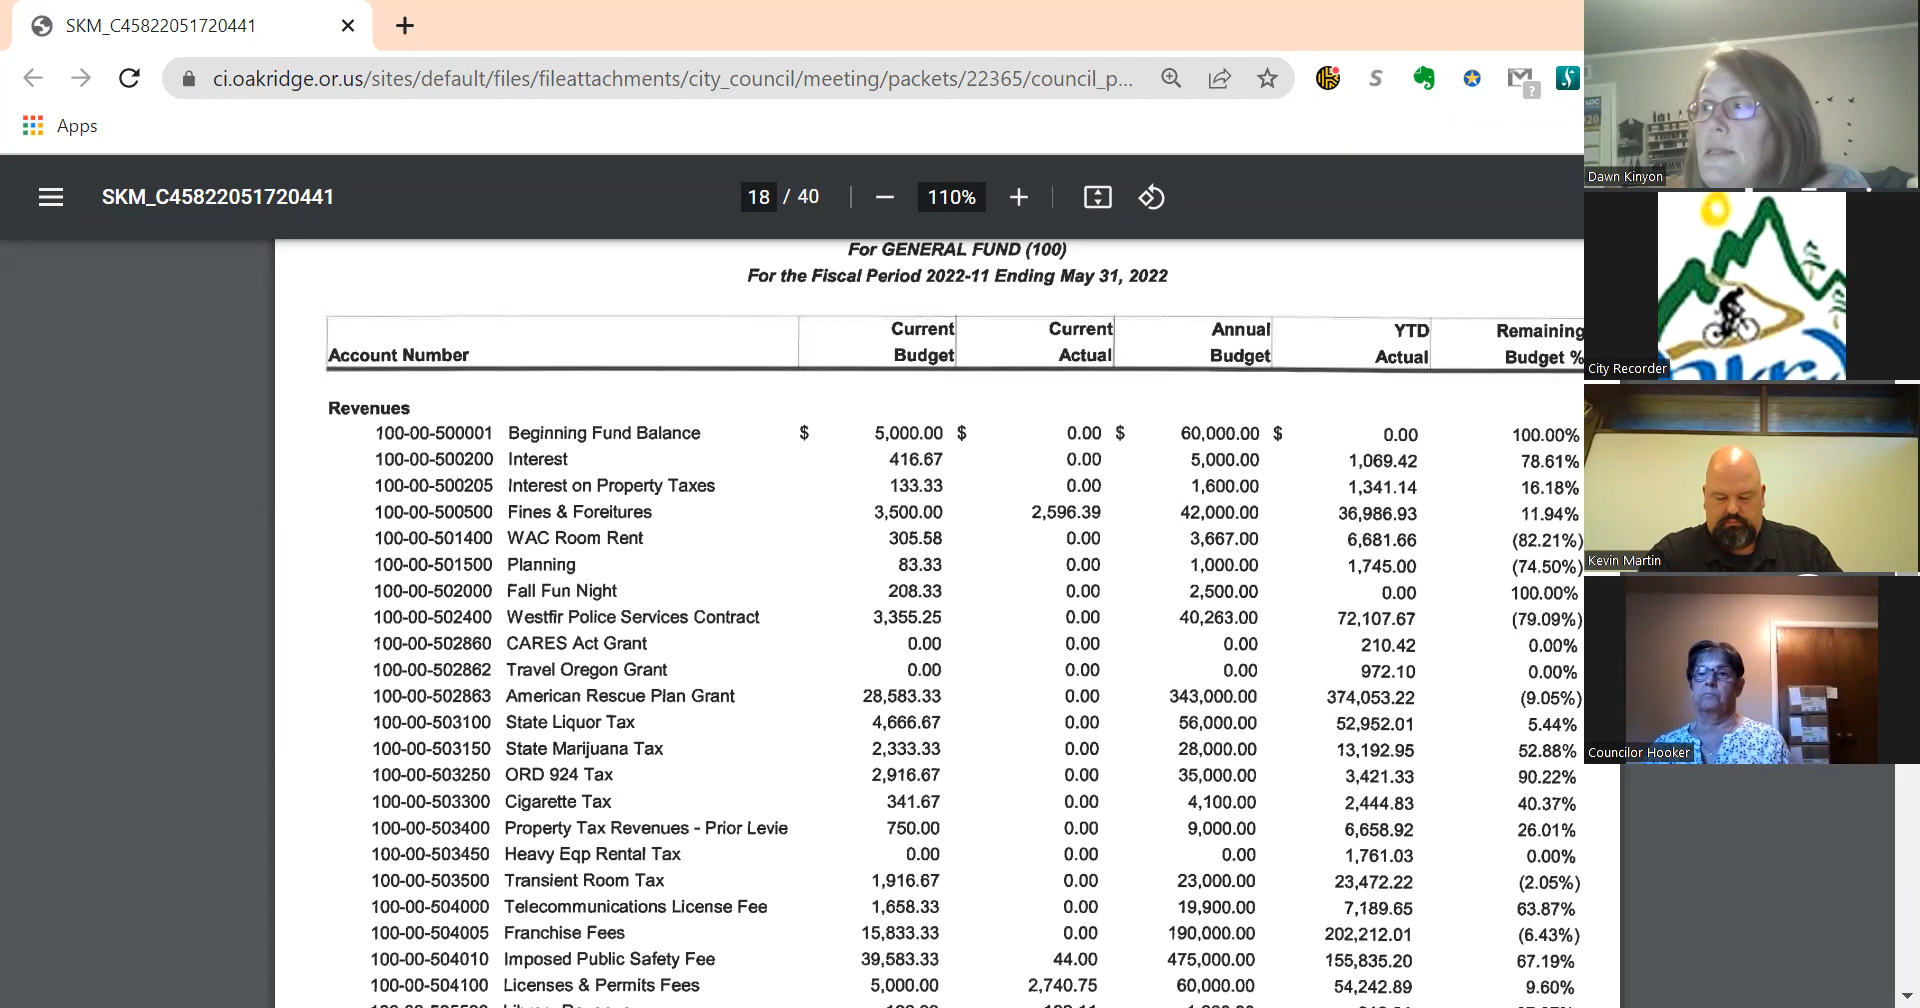 SKM_C45822051720441
ci.oakridge.or.us/sites/default/files/fileattachments/city_council/meeting/packets/22365/council_p...
Apps
SKM_C45822051720441
18 / 40
110%
For GENERAL FUND (100)
For the Fiscal Period 2022-11 Ending May 31, 2022
Account Number Current Budget Current Actual Annual Budget YTD Actual Remaining Budget %
Revenues
100-00-500001 Beginning Fund Balance $ 5,000.00 $ 0.00 $ 60,000.00 $ 0.00 100.00%
100-00-500200 Interest 416.67 0.00 5,000.00 1,069.42 78.61%
100-00-500205 Interest on Property Taxes 133.33 0.00 1,600.00 1,341.14 16.18%
100-00-500500 Fines & Foreitures 3,500.00 2,596.39 42,000.00 36,986.93 11.94%
100-00-501400 WAC Room Rent 305.58 0.00 3,667.00 6,681.66 (82.21%)
100-00-501500 Planning 83.33 0.00 1,000.00 1,745.00 (74.50%)
100-00-502000 Fall Fun Night 208.33 0.00 2,500.00 0.00 100.00%
100-00-502400 Westfir Police Services Contract 3,355.25 0.00 40,263.00 72,107.67 (79.09%)
100-00-502860 CARES Act Grant 0.00 0.00 0.00 210.42 0.00%
100-00-502862 Travel Oregon Grant 0.00 0.00 0.00 972.10 0.00%
100-00-502863 American Rescue Plan Grant 28,583.33 0.00 343,000.00 374,053.22 (9.05%)
100-00-503100 State Liquor Tax 4,666.67 0.00 56,000.00 52,952.01 5.44%
100-00-503150 State Marijuana Tax 2,333.33 0.00 28,000.00 13,192.95 52.88%
100-00-503250 ORD 924 Tax 2,916.67 0.00 35,000.00 3,421.33 90.22%
100-00-503300 Cigarette Tax 341.67 0.00 4,100.00 2,444.83 40.37%
100-00-503400 Property Tax Revenues - Prior Levie 750.00 0.00 9,000.00 6,658.92 26.01%
100-00-503450 Heavy Eqp Rental Tax 0.00 0.00 0.00 1,761.03 0.00%
100-00-503500 Transient Room Tax 1,916.67 0.00 23,000.00 23,472.22 (2.05%)
100-00-504000 Telecommunications License Fee 1,658.33 0.00 19,900.00 7,189.65 63.87%
100-00-504005 Franchise Fees 15,833.33 0.00 190,000.00 202,212.01 (6.43%)
100-00-504010 Imposed Public Safety Fee 39,583.33 44.00 475,000.00 155,835.20 67.19%
100-00-504100 Licenses & Permits Fees 5,000.00 2,740.75 60,000.00 54,242.89 9.60%
Dawn Kinyon
City Recorder
Kevin Martin
Councilor Hooker